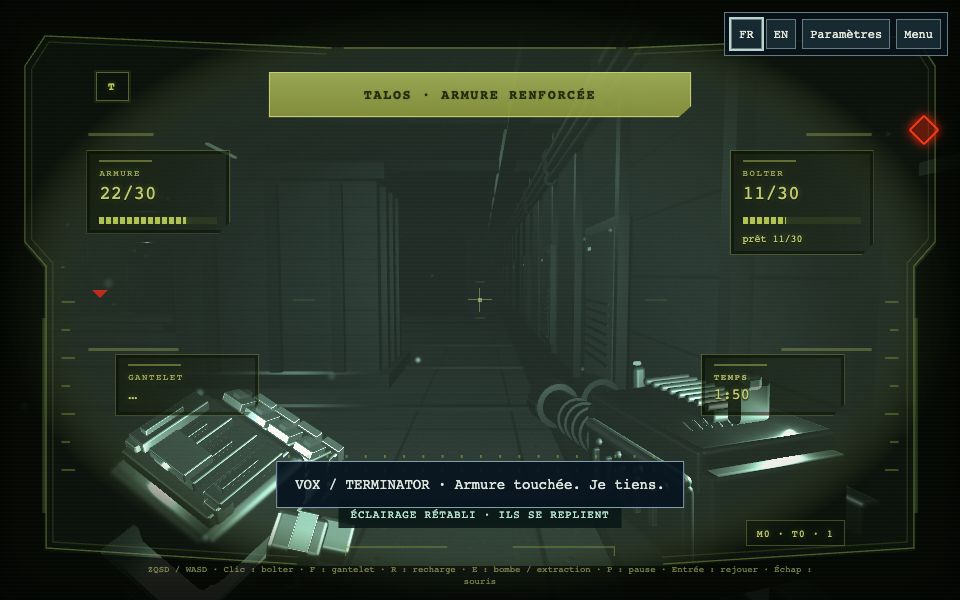 FR EN Paramètres Menu
T
TALOS · ARMURE RENFORCÉE
ARMURE
22/30
BOLTER
11/30
prêt 11/30
GANTELET
…
TEMPS
1:50
VOX / TERMINATOR · Armure touchée. Je tiens.
ÉCLAIRAGE RÉTABLI · ILS SE REPLIENT
M0 · T0 · 1
ZQSD / WASD · Clic : bolter · F : gantelet · R : recharge · E : bombe / extraction · P : pause · Entrée : rejouer · Échap :
souris